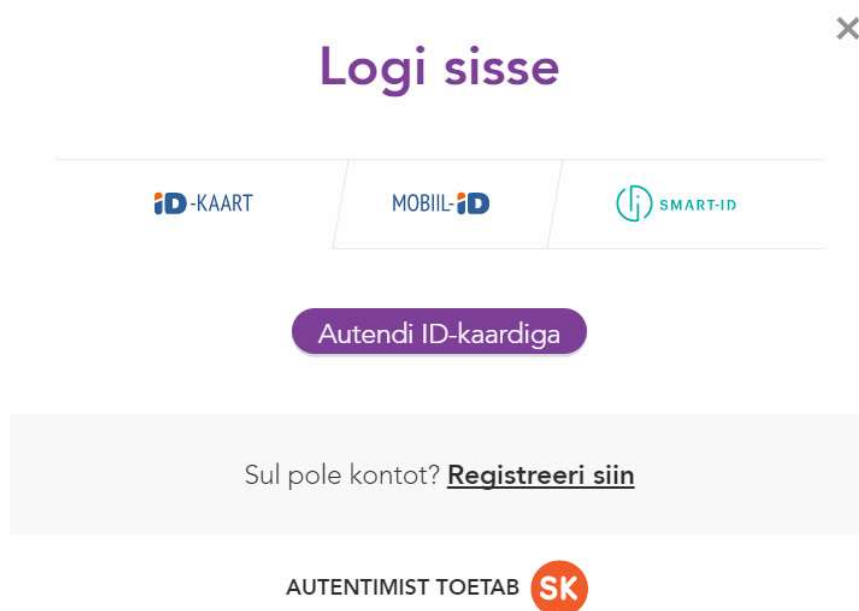 Logi sisse
iD-KAART MOBIIL-iD SMART-ID
Autendi ID-kaardiga
Sul pole kontot? Registreeri siin
AUTENTIMIST TOETAB SK